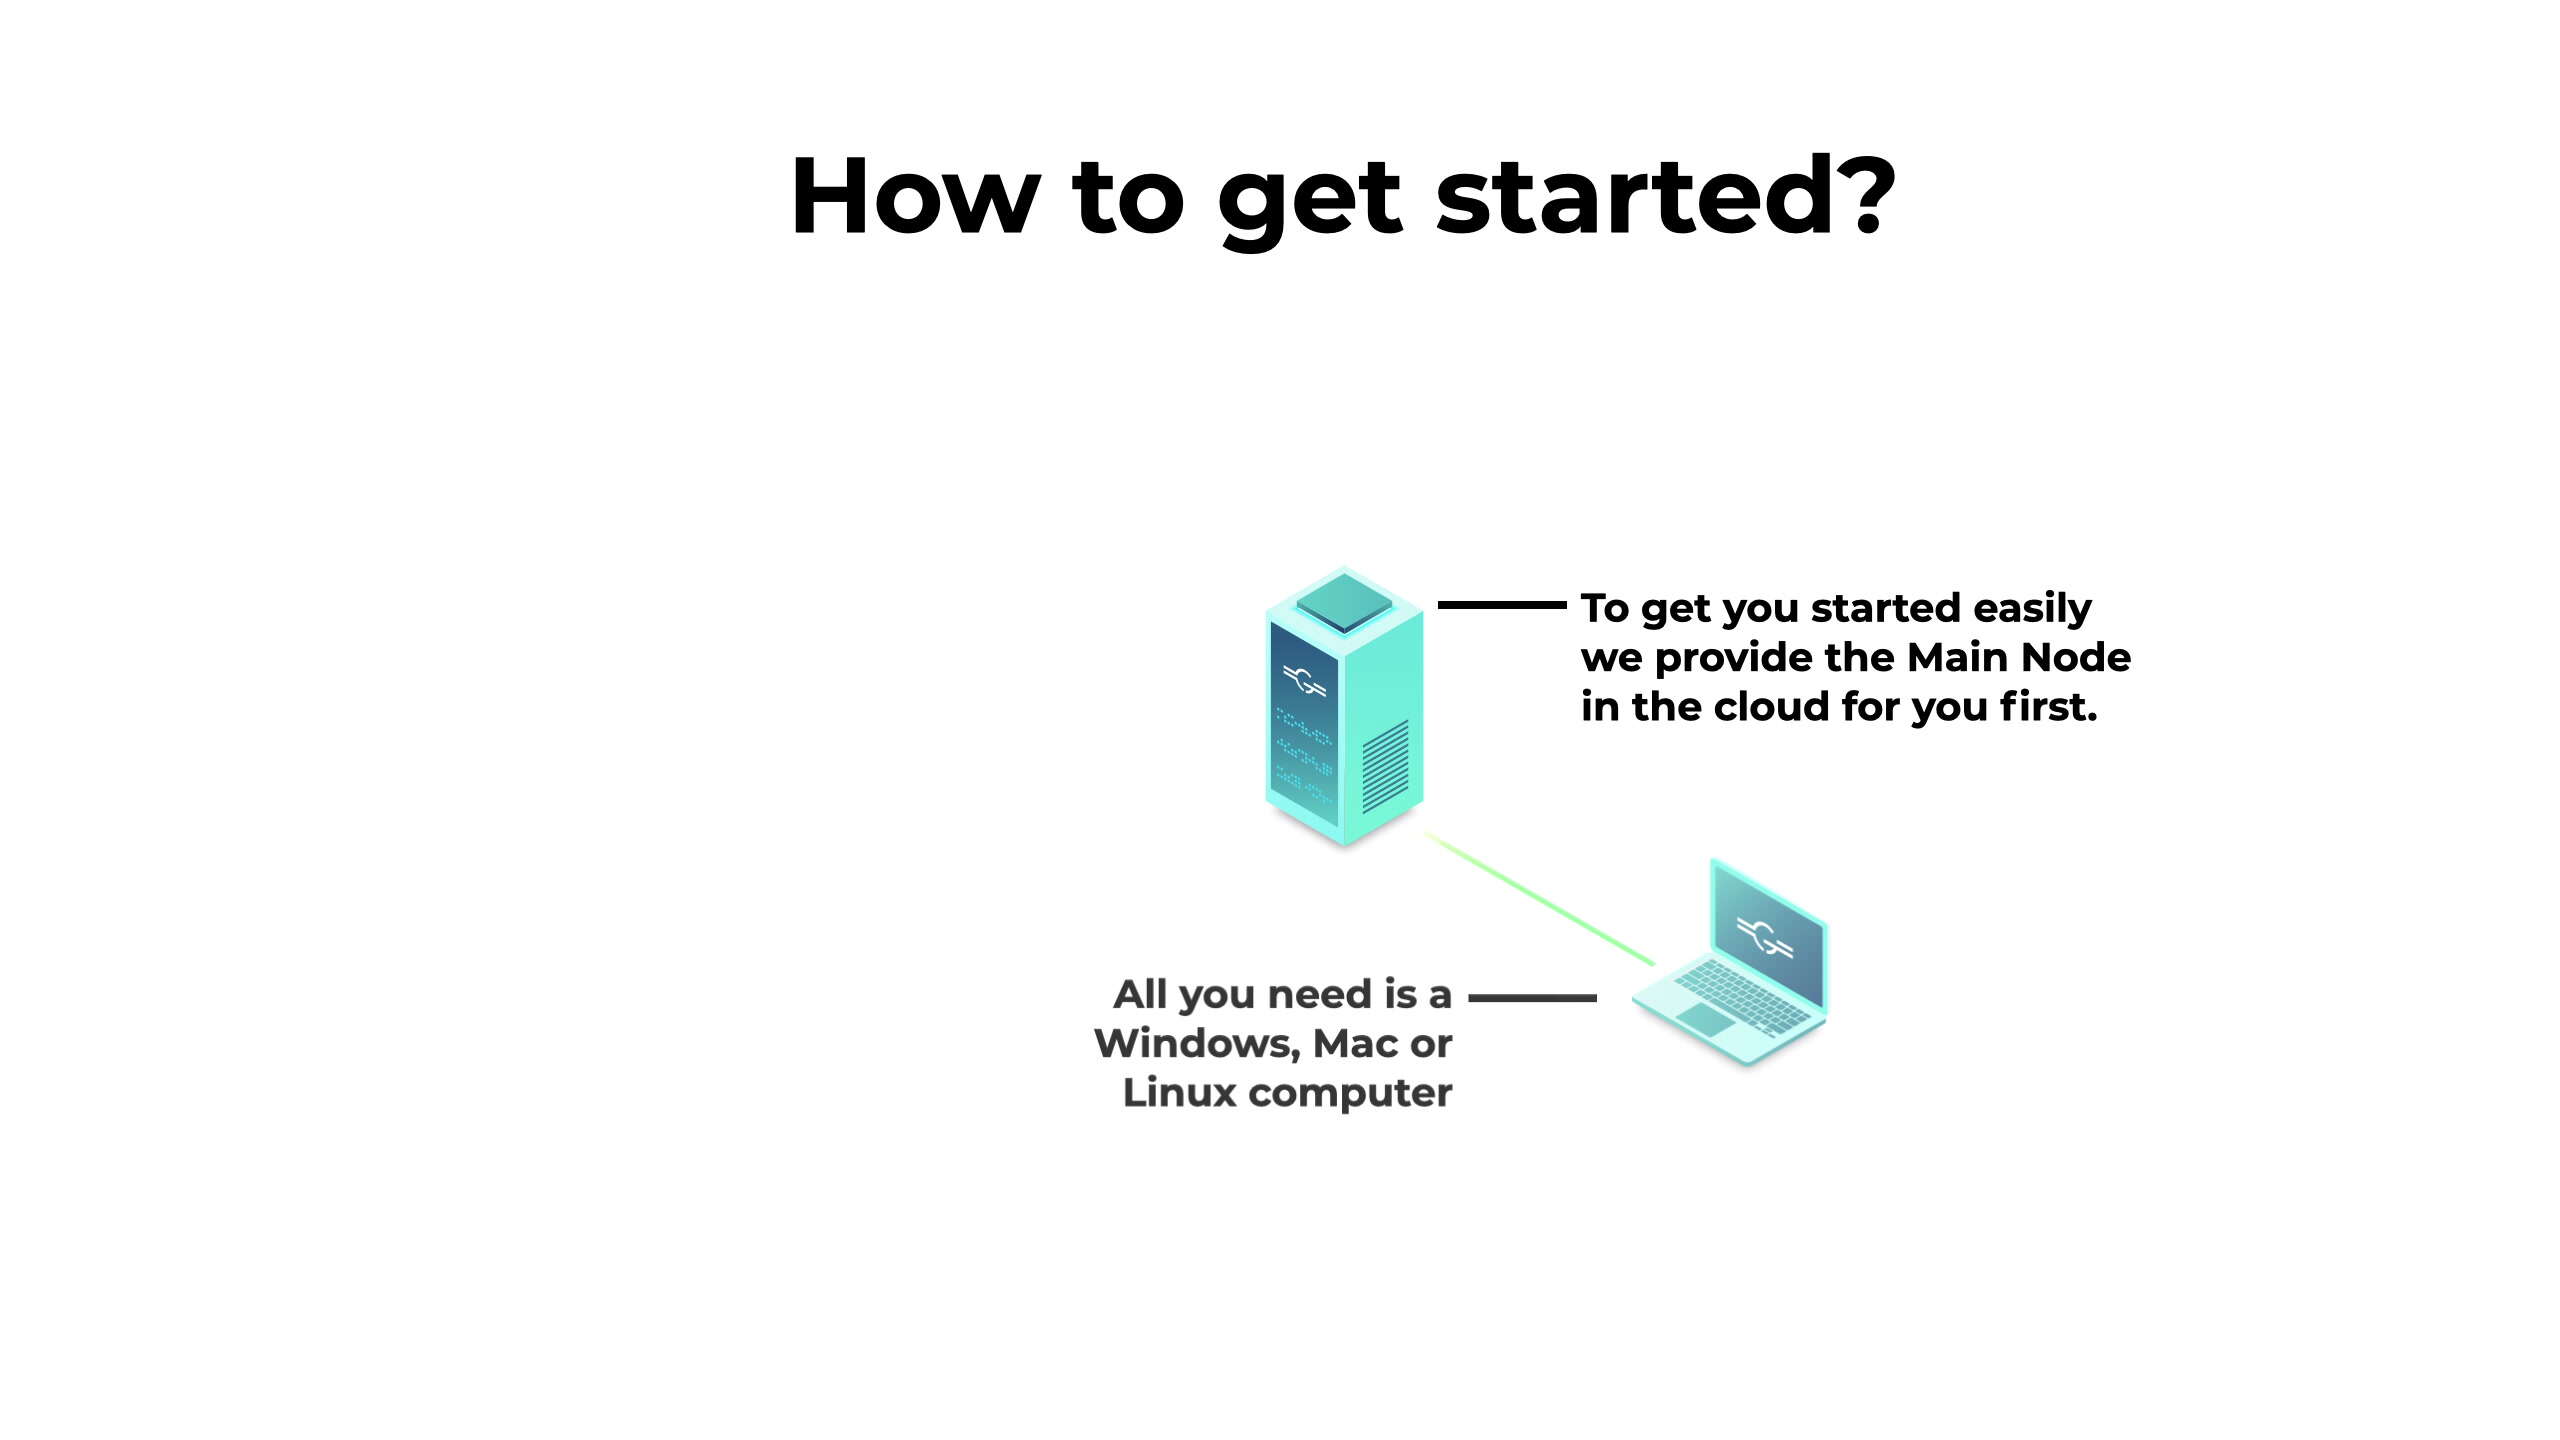 How to get started?
To get you started easily
we provide the Main Node
in the cloud for you first.
All you need is a
Windows, Mac or
Linux computer